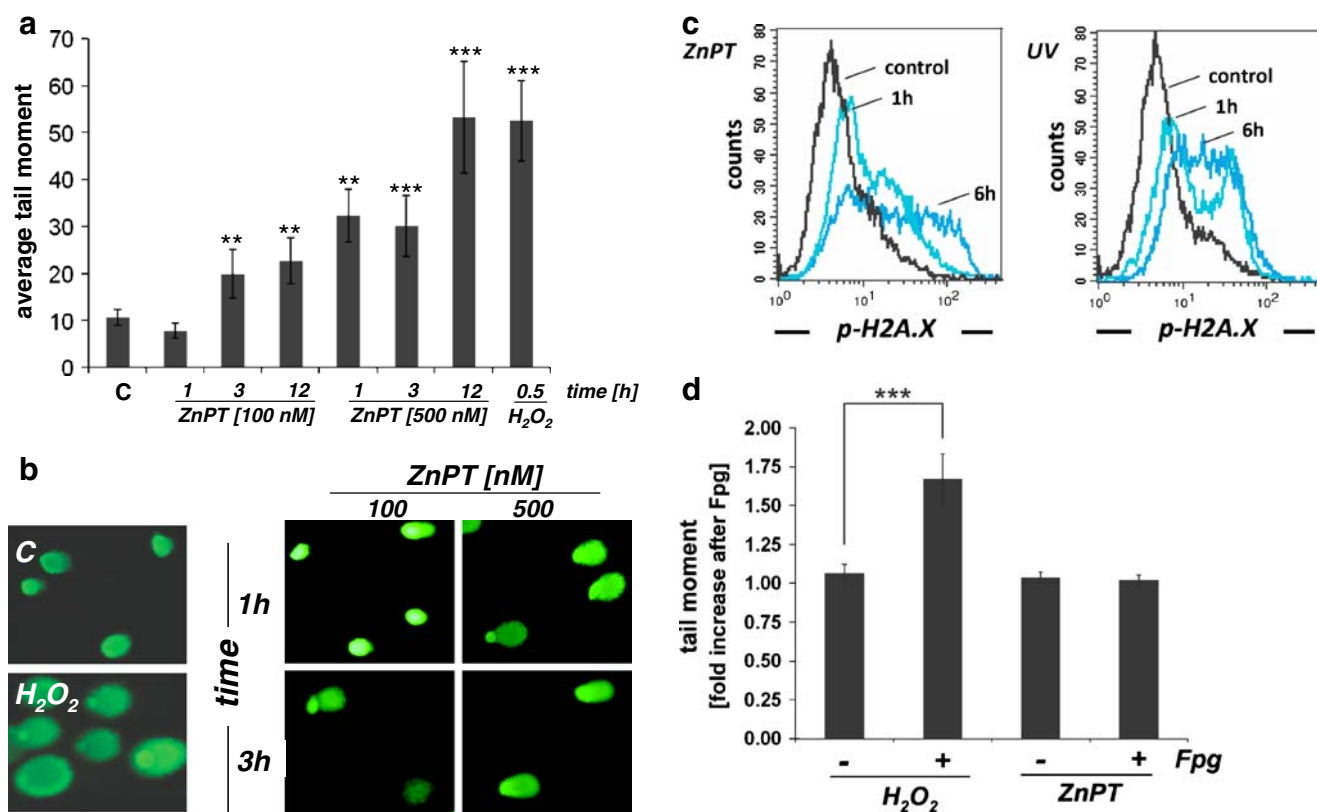 a
average tail moment
70
60
50
40
30
20
10
0
** ** ** *** *** ***
C 1 3 12 1 3 12 0.5 time [h]
ZnPT [100 nM] ZnPT [500 nM] H2O2
b
ZnPT [nM]
100 500
C
H2O2
time
1h
3h
c
ZnPT
counts
80
70
60
50
40
30
20
10
0
control
1h
6h
10^0 10^1 10^2
p-H2A.X
UV
counts
80
70
60
50
40
30
20
10
0
control
1h
6h
10^0 10^1 10^2
p-H2A.X
d
tail moment
[fold increase after Fpg]
2.00
1.75
1.50
1.25
1.00
0.75
0.50
0.25
0.00
***
- + - + Fpg
H2O2 ZnPT